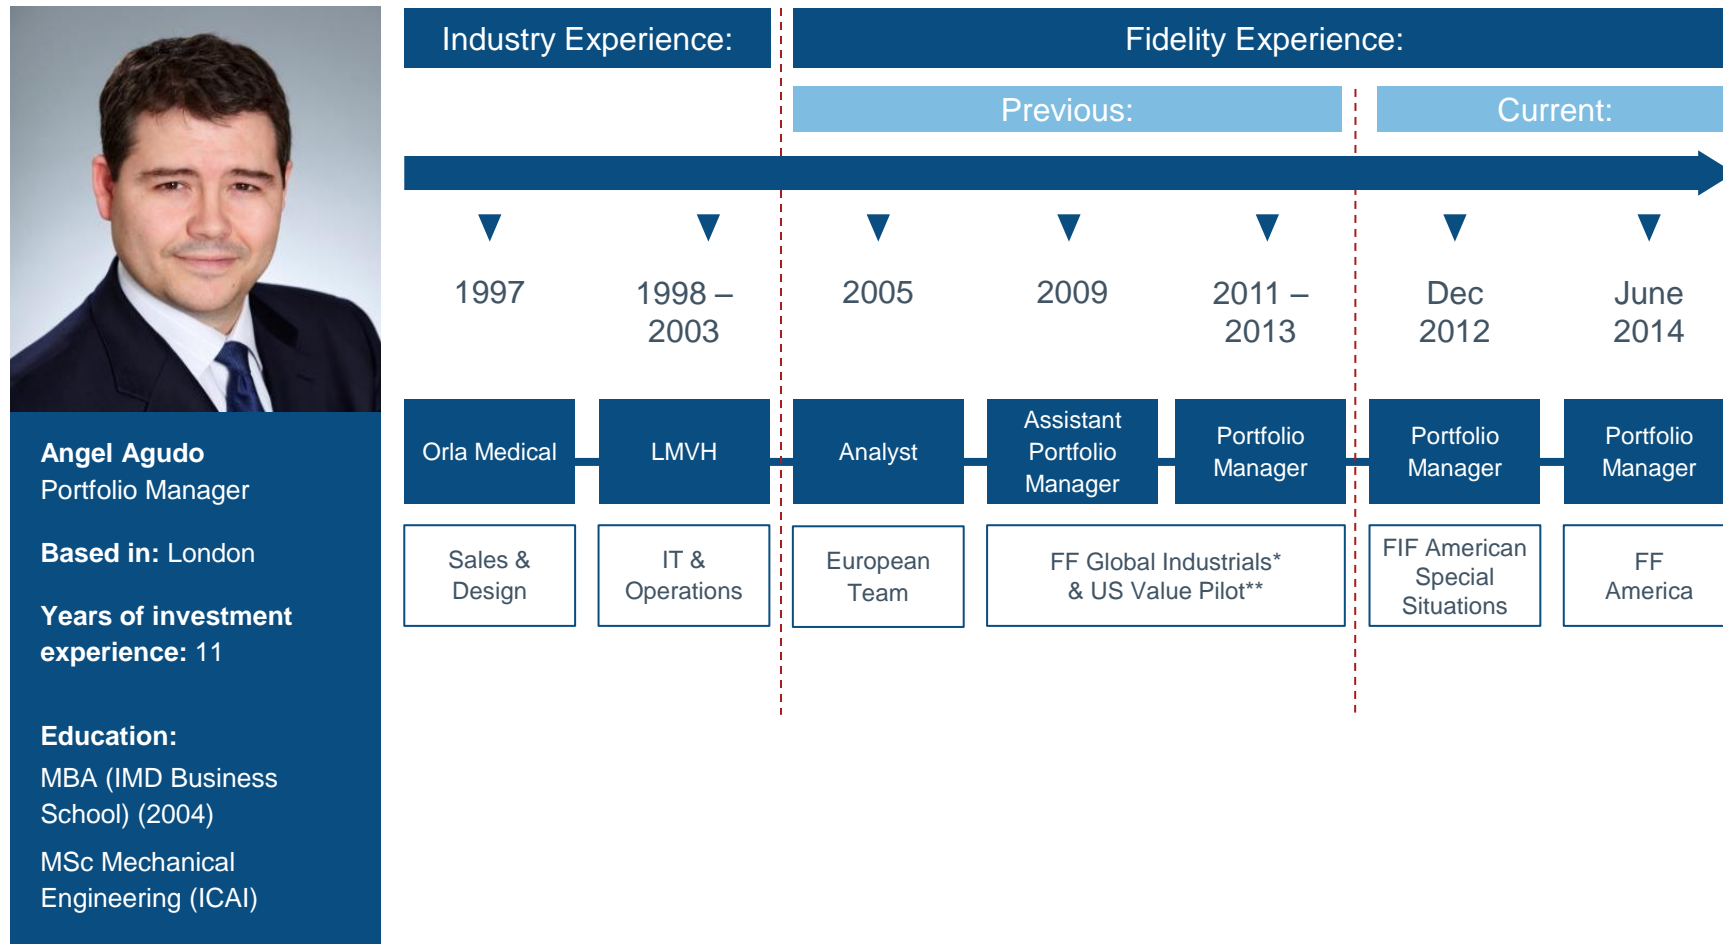 Industry Experience:
Fidelity Experience:
Previous:
Current:
1997
1998 –
2003
2005
2009
2011 –
2013
Dec
2012
June
2014
Orla Medical
LMVH
Analyst
Assistant
Portfolio
Manager
Portfolio
Manager
Portfolio
Manager
Portfolio
Manager
Sales &
Design
IT &
Operations
European
Team
FF Global Industrials*
& US Value Pilot**
FIF American
Special
Situations
FF
America
Angel Agudo
Portfolio Manager
Based in: London
Years of investment
experience: 11
Education:
MBA (IMD Business
School) (2004)
MSc Mechanical
Engineering (ICAI)